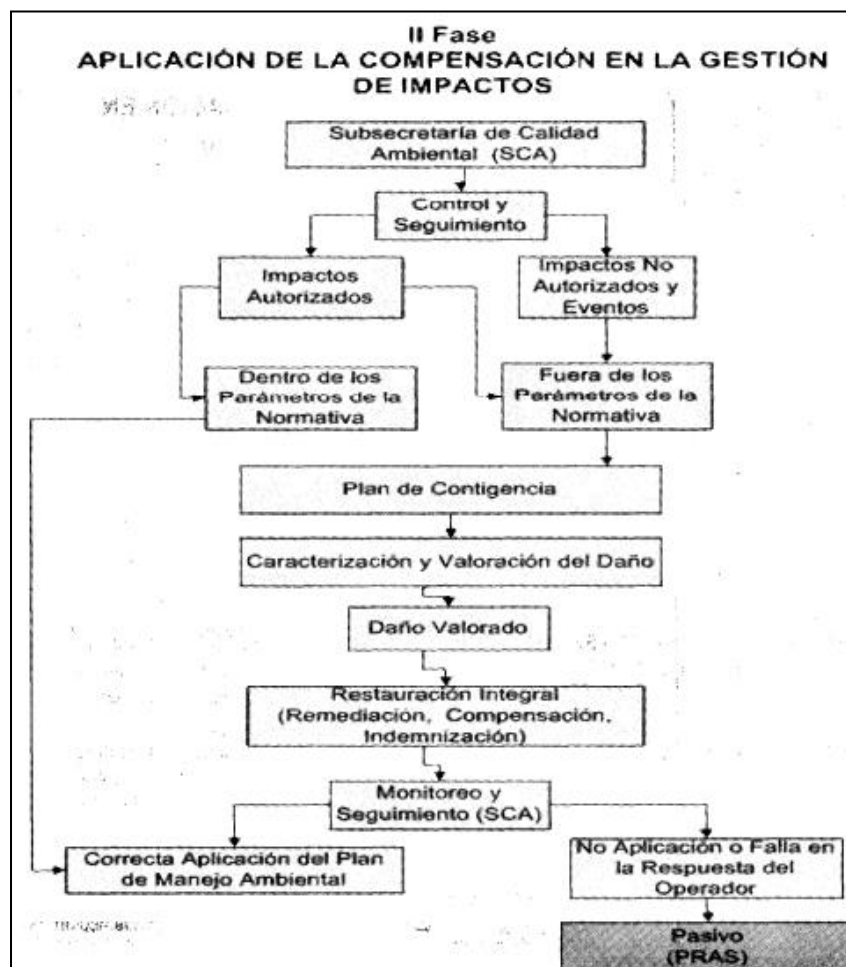 II Fase
APLICACIÓN DE LA COMPENSACIÓN EN LA GESTIÓN
DE IMPACTOS
Subsecretaría de Calidad
Ambiental (SCA)
Control y
Seguimiento
Impactos
Autorizados
Impactos No
Autorizados y
Eventos
Dentro de los
Parámetros de la
Normativa
Fuera de los
Parámetros de la
Normativa
Plan de Contigencia
Caracterización y Valoración del Daño
Daño Valorado
Restauración Integral
(Remediación, Compensación,
Indemnización)
Monitoreo y
Seguimiento (SCA)
Correcta Aplicación del Plan
de Manejo Ambiental
No Aplicación o Falla en
la Respuesta del
Operador
Pasivo
(PRAS)